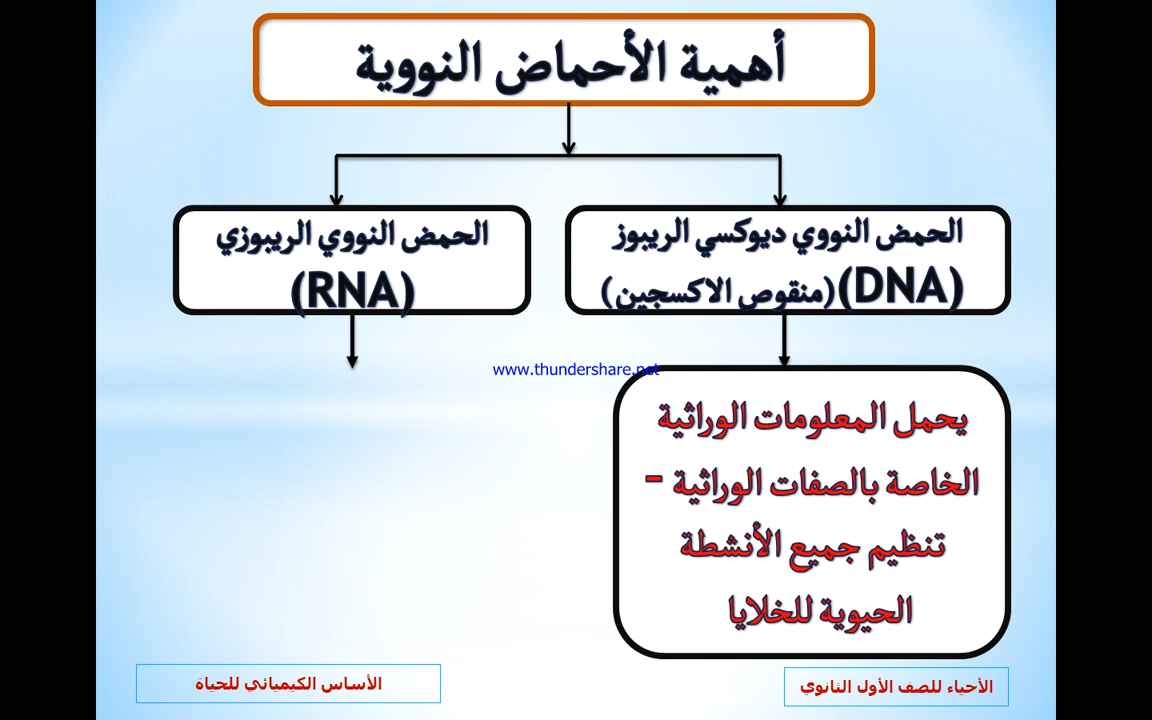 أهمية الأحماض النووية
الحمض النووي ديوكسي الريبوز
(DNA)(منقوص الاكسجين)
الحمض النووي الريبوزي
(RNA)
www.thundershare.net
يحمل المعلومات الوراثية
الخاصة بالصفات الوراثية -
تنظيم جميع الأنشطة
الحيوية للخلايا
الأحياء للصف الأول الثانوي
الأساس الكيميائي للحياة